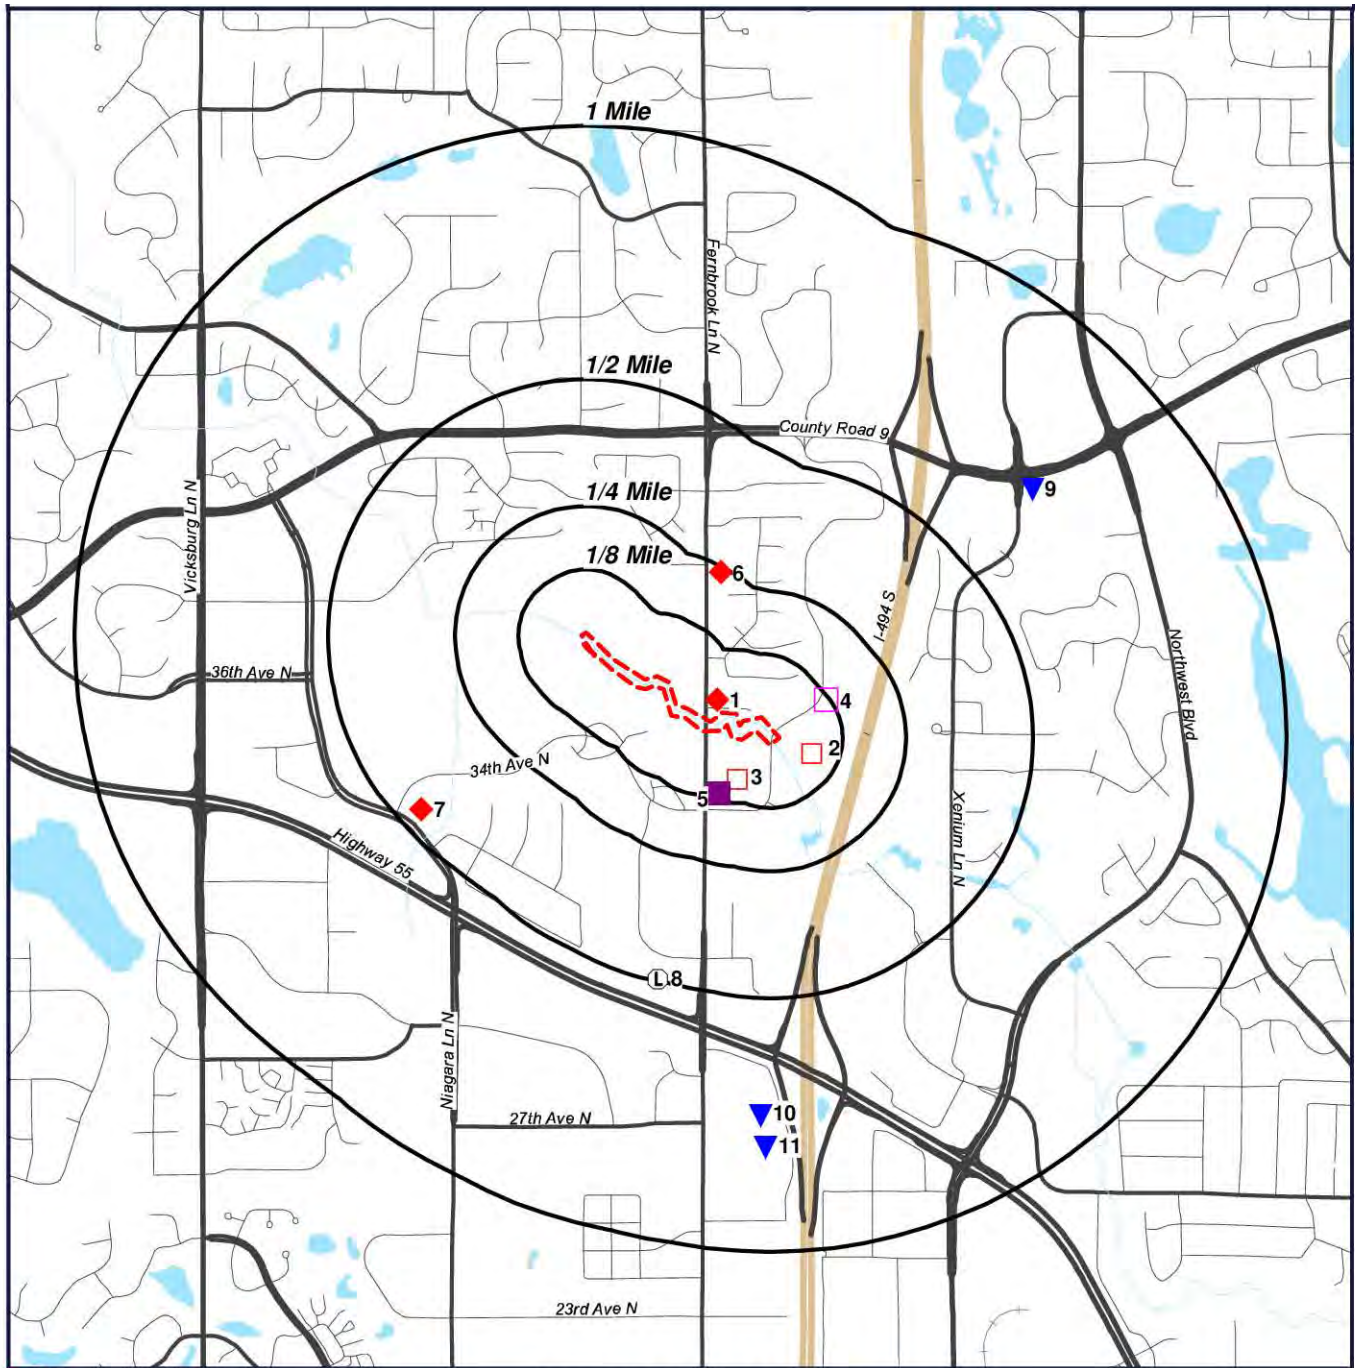 1 Mile
Fernbrook Ln N
1/2 Mile
County Road 9
1/4 Mile
9
Vicksburg Ln N
1/8 Mile
6
I-494 S
Northwest Blvd
36th Ave N
1
4
2
34th Ave N
3
5
7
Xenium Ln N
Highway 55
L 8
Niagara Ln N
27th Ave N
10
11
23rd Ave N